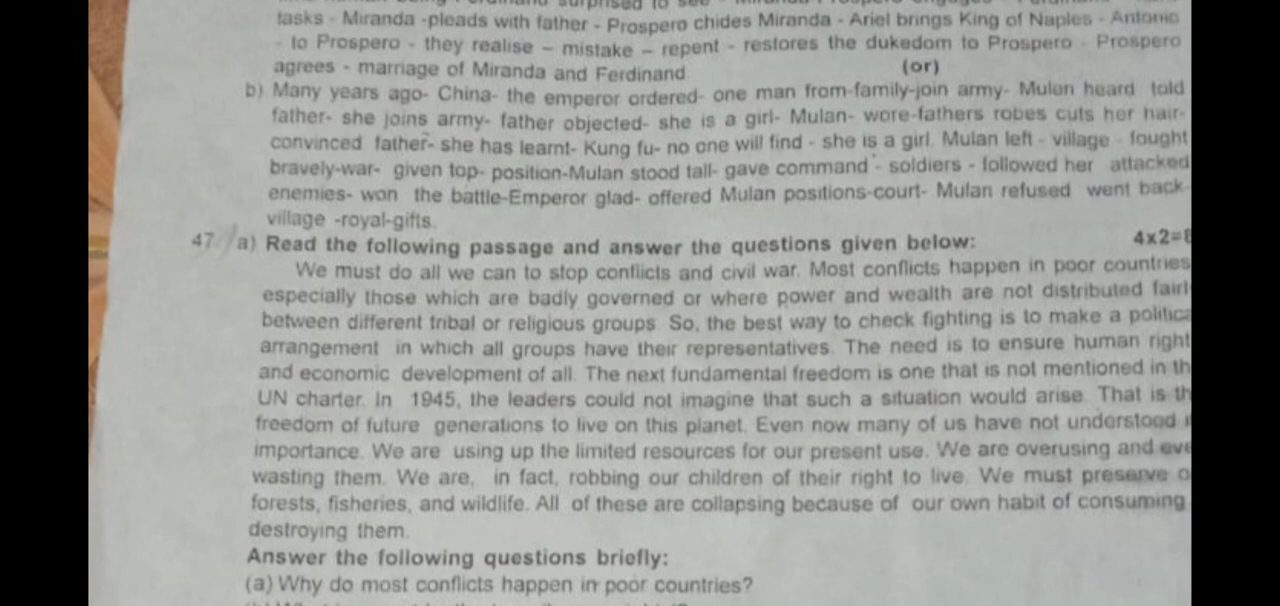 tasks - Miranda -pleads with father - Prospero chides Miranda - Ariel brings King of Naples - Antonio
- to Prospero - they realise – mistake – repent - restores the dukedom to Prospero - Prospero
agrees - marriage of Miranda and Ferdinand
(or)
b) Many years ago- China- the emperor ordered- one man from-family-join army- Mulan heard told
father- she joins army- father objected- she is a girl- Mulan- wore-fathers robes cuts her hair-
convinced father- she has learnt- Kung fu- no one will find - she is a girl. Mulan left - village - fought
bravely-war- given top- position-Mulan stood tall- gave command - soldiers - followed her attacked
enemies- won the battle-Emperor glad- offered Mulan positions-court- Mulan refused went back-
village -royal-gifts.
47. a) Read the following passage and answer the questions given below: 4x2=8
We must do all we can to stop conflicts and civil war. Most conflicts happen in poor countries
especially those which are badly governed or where power and wealth are not distributed fairl
between different tribal or religious groups. So, the best way to check fighting is to make a politica
arrangement in which all groups have their representatives. The need is to ensure human right
and economic development of all. The next fundamental freedom is one that is not mentioned in th
UN charter. In 1945, the leaders could not imagine that such a situation would arise. That is th
freedom of future generations to live on this planet. Even now many of us have not understood
importance. We are using up the limited resources for our present use. We are overusing and eve
wasting them. We are, in fact, robbing our children of their right to live. We must preserve o
forests, fisheries, and wildlife. All of these are collapsing because of our own habit of consuming
destroying them.
Answer the following questions briefly:
(a) Why do most conflicts happen in poor countries?